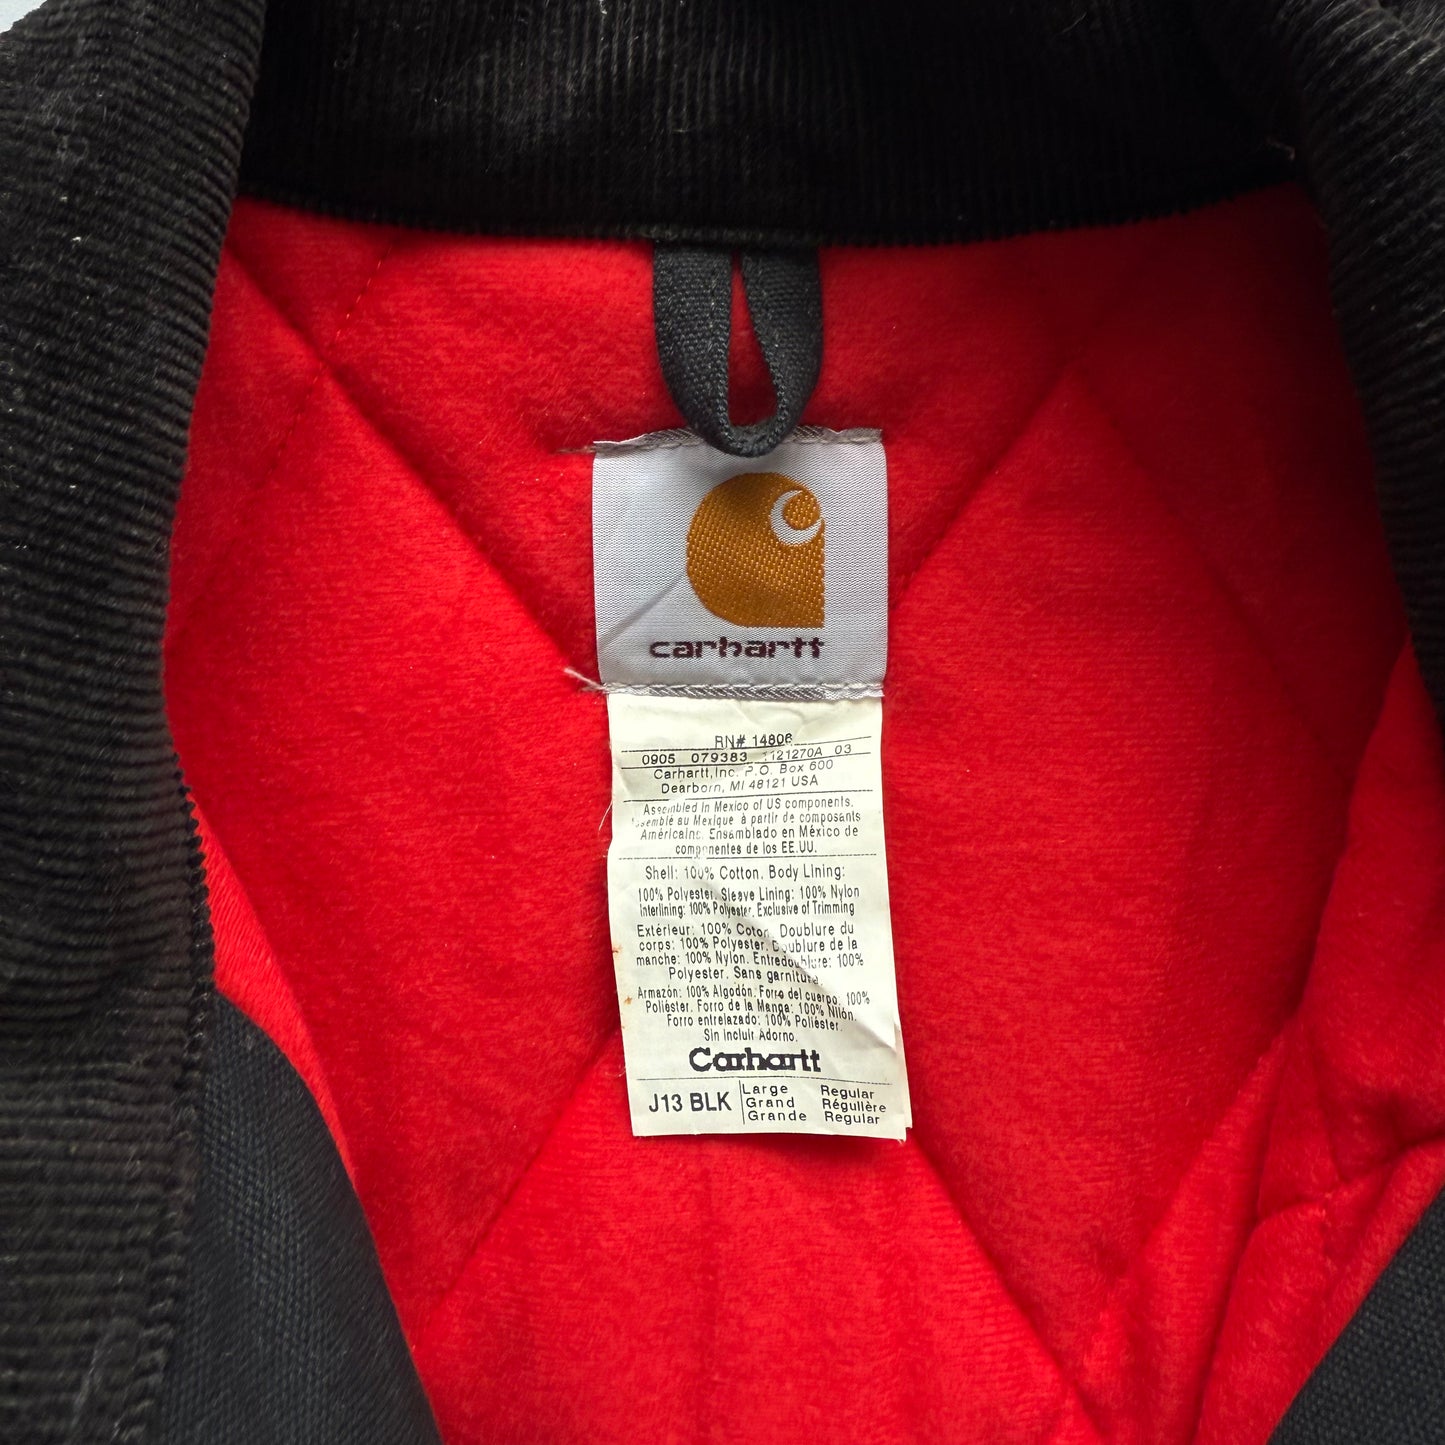 carhartt
RN# 14806
0905 079383 1121270A 03
Carhartt, Inc. P.O. Box 600
Dearborn, MI 48121 USA
Assembled in Mexico of US components.
Assemblé au Mexique à partir de composants
Américains. Ensamblado en México de
componentes de los EE.UU.
Shell: 100% Cotton. Body Lining:
100% Polyester. Sleeve Lining: 100% Nylon
Interlining: 100% Polyester, Exclusive of Trimming
Extérieur: 100% Coton. Doublure du
corps: 100% Polyester. Doublure de la
manche: 100% Nylon. Entredoublure: 100%
Polyester. Sans garniture.
Armazón: 100% Algodón. Forro del cuerpo. 100%
Poliéster. Forro de la Manga: 100% Nilón.
Forro entrelazado: 100% Poliéster.
Sin incluir Adorno.
Carhartt
J13 BLK Large Regular
Grand Régulière
Grande Regular